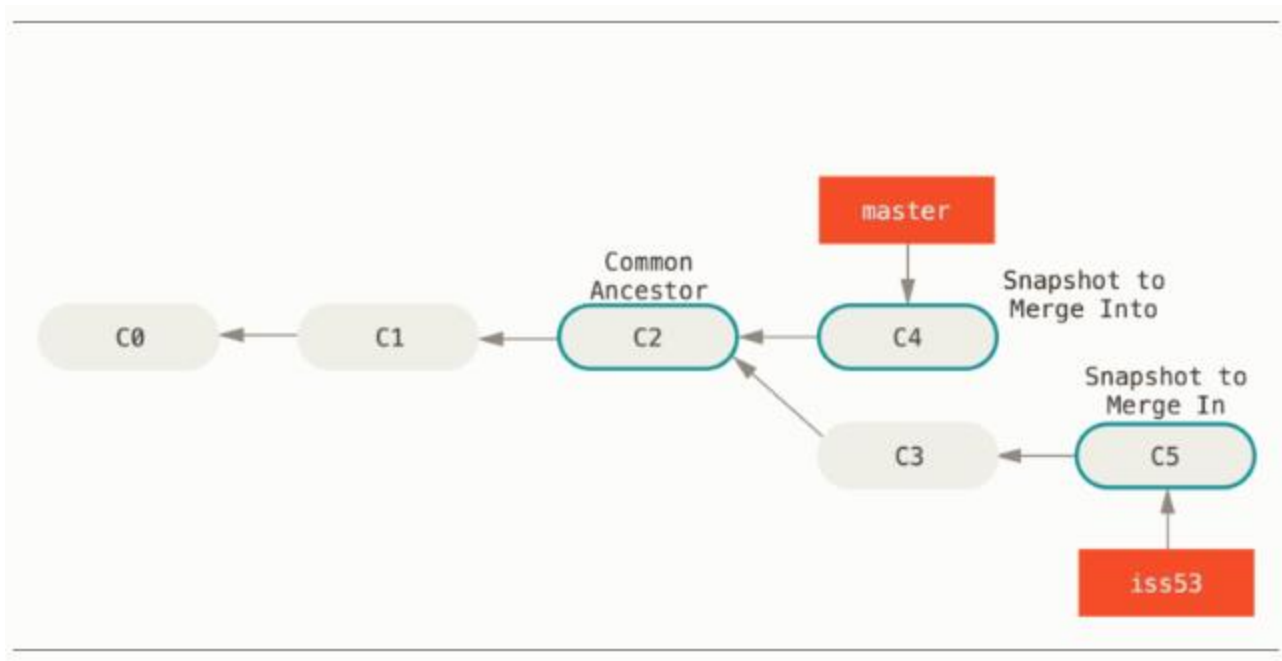 master
Common
Ancestor
Snapshot to
Merge Into
C0
C1
C2
C4
Snapshot to
Merge In
C3
C5
iss53